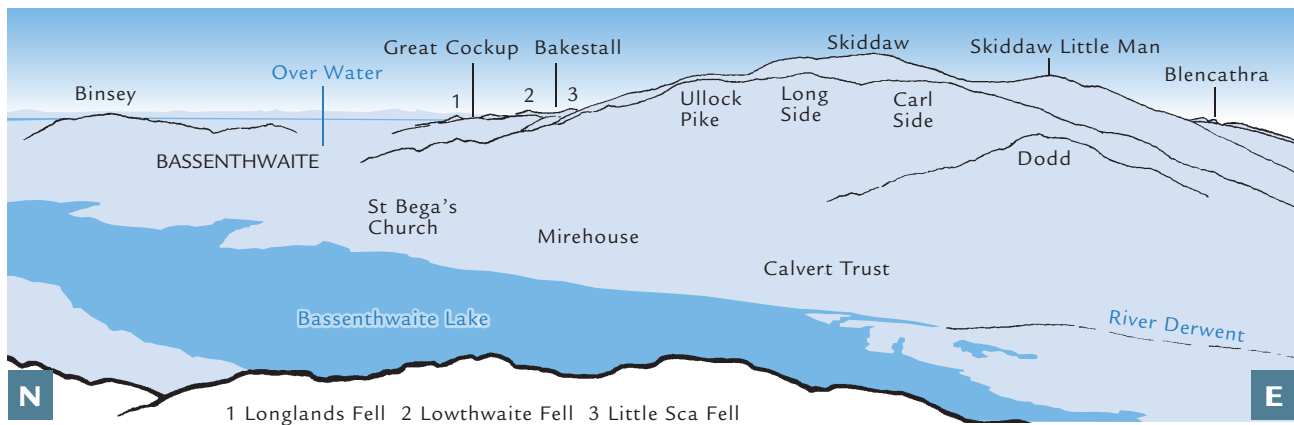 Great Cockup
Bakestall
Skiddaw
Skiddaw Little Man
Over Water
Blencathra
Binsey
1
2
3
Ullock
Pike
Long
Side
Carl
Side
BASSENTHWAITE
Dodd
St Bega's
Church
Mirehouse
Calvert Trust
Bassenthwaite Lake
River Derwent
N
E
1 Longlands Fell 2 Lowthwaite Fell 3 Little Sca Fell